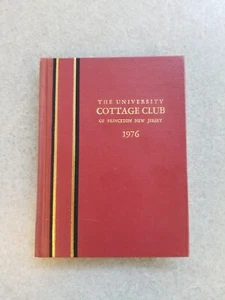 THE UNIVERSITY
COTTAGE CLUB
OF PRINCETON NEW JERSEY
1976